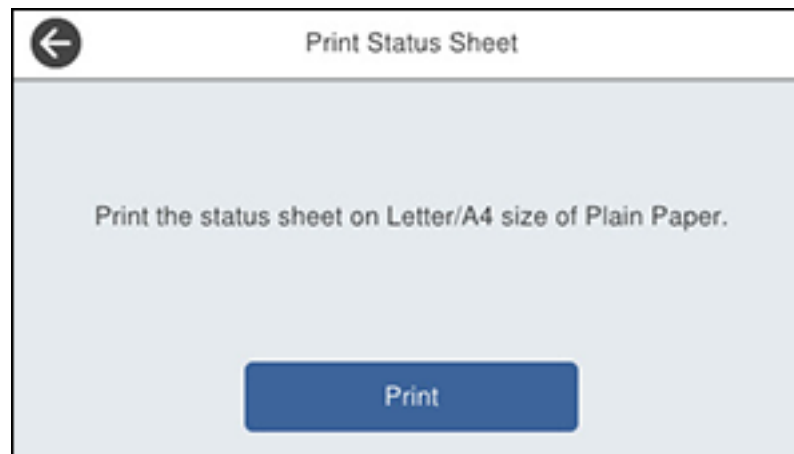 Print Status Sheet
Print the status sheet on Letter/A4 size of Plain Paper.
Print